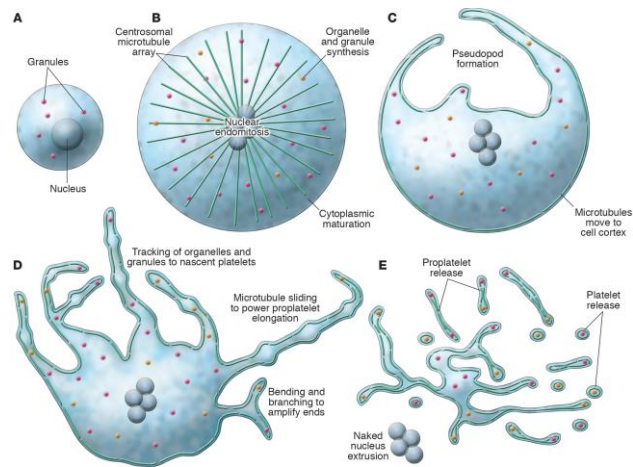 A
Granules
Nucleus
B
Centrosomal
microtubule
array
Organelle
and granule
synthesis
Nuclear
endomitosis
Cytoplasmic
maturation
C
Pseudopod
formation
Microtubules
move to
cell cortex
D
Tracking of organelles and
granules to nascent platelets
Microtubule sliding
to power proplatelet
elongation
Bending and
branching to
amplify ends
E
Proplatelet
release
Platelet
release
Naked
nucleus
extrusion